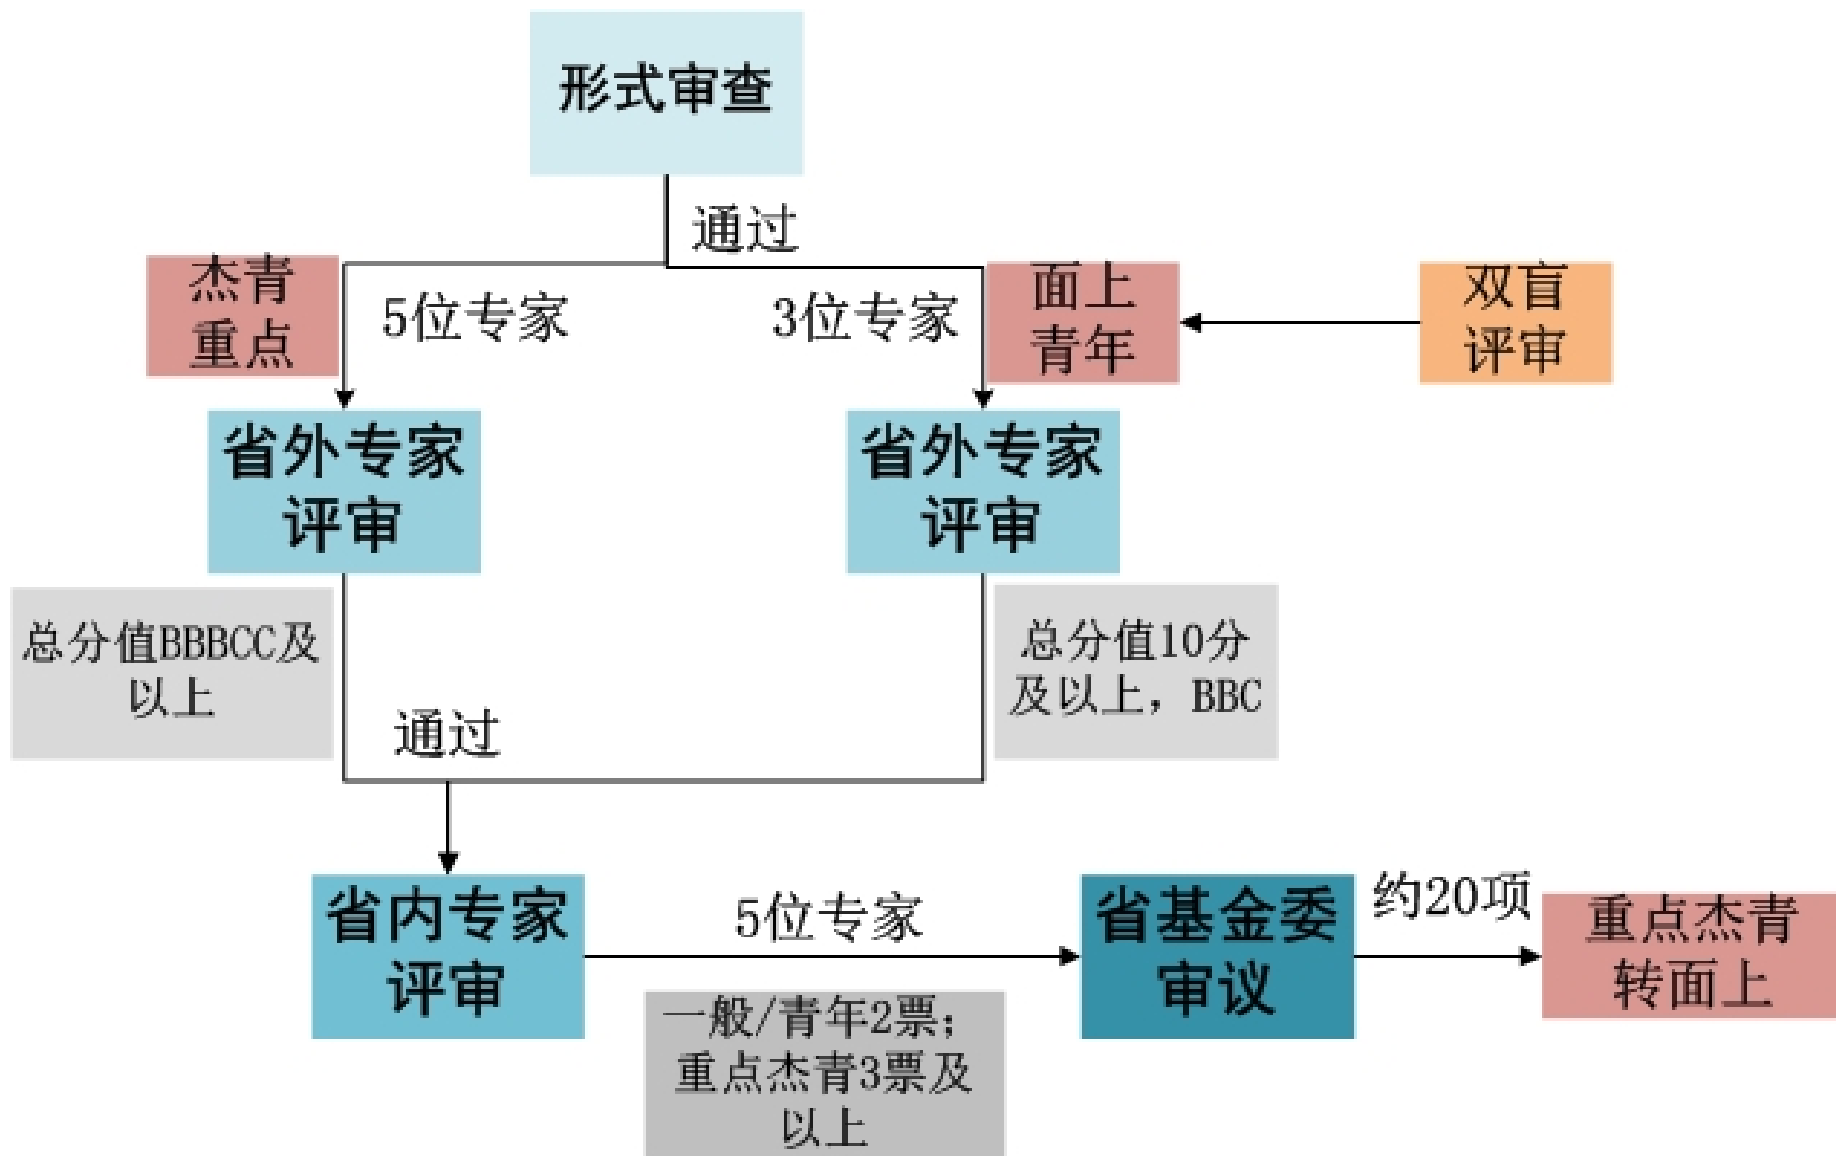 形式审查
通过
杰青
重点
5位专家
3位专家
面上
青年
双盲
评审
省外专家
评审
省外专家
评审
总分值BBBCC及
以上
总分值10分
及以上，BBC
通过
省内专家
评审
5位专家
一般/青年2票；
重点杰青3票及
以上
省基金委
审议
约20项
重点杰青
转面上